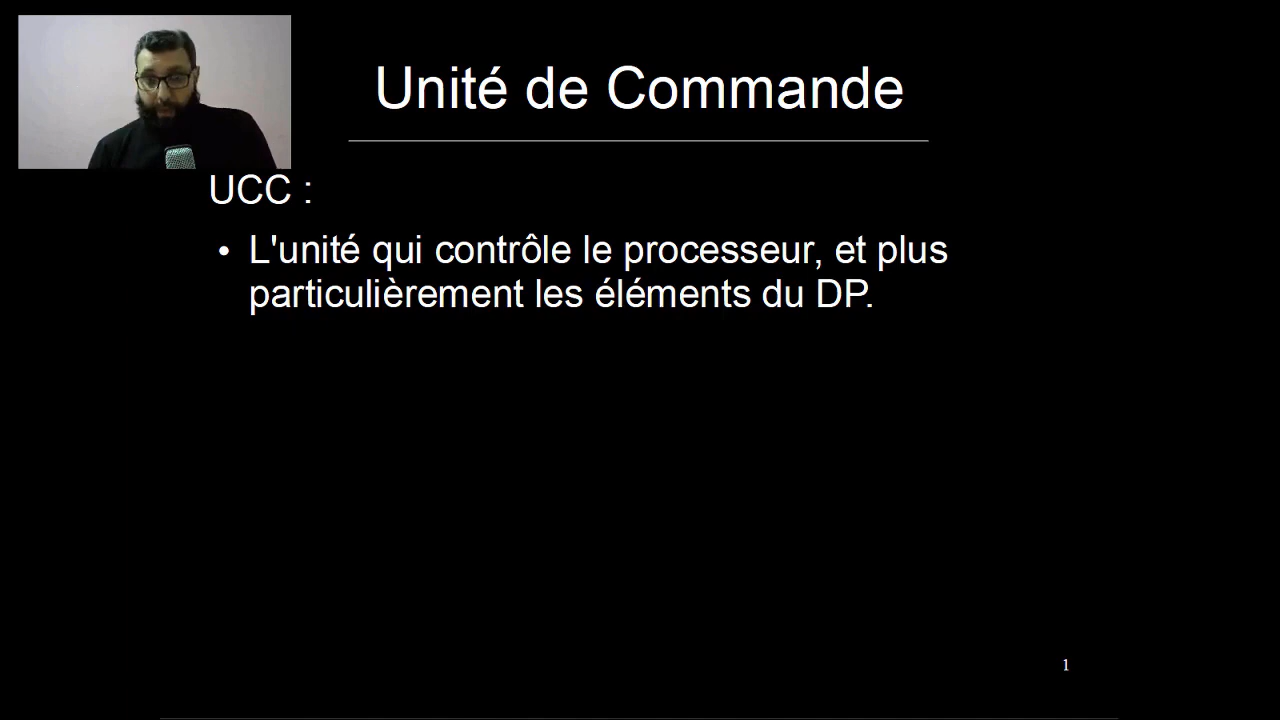 Unité de Commande
UCC :
• L'unité qui contrôle le processeur, et plus
particulièrement les éléments du DP.
1